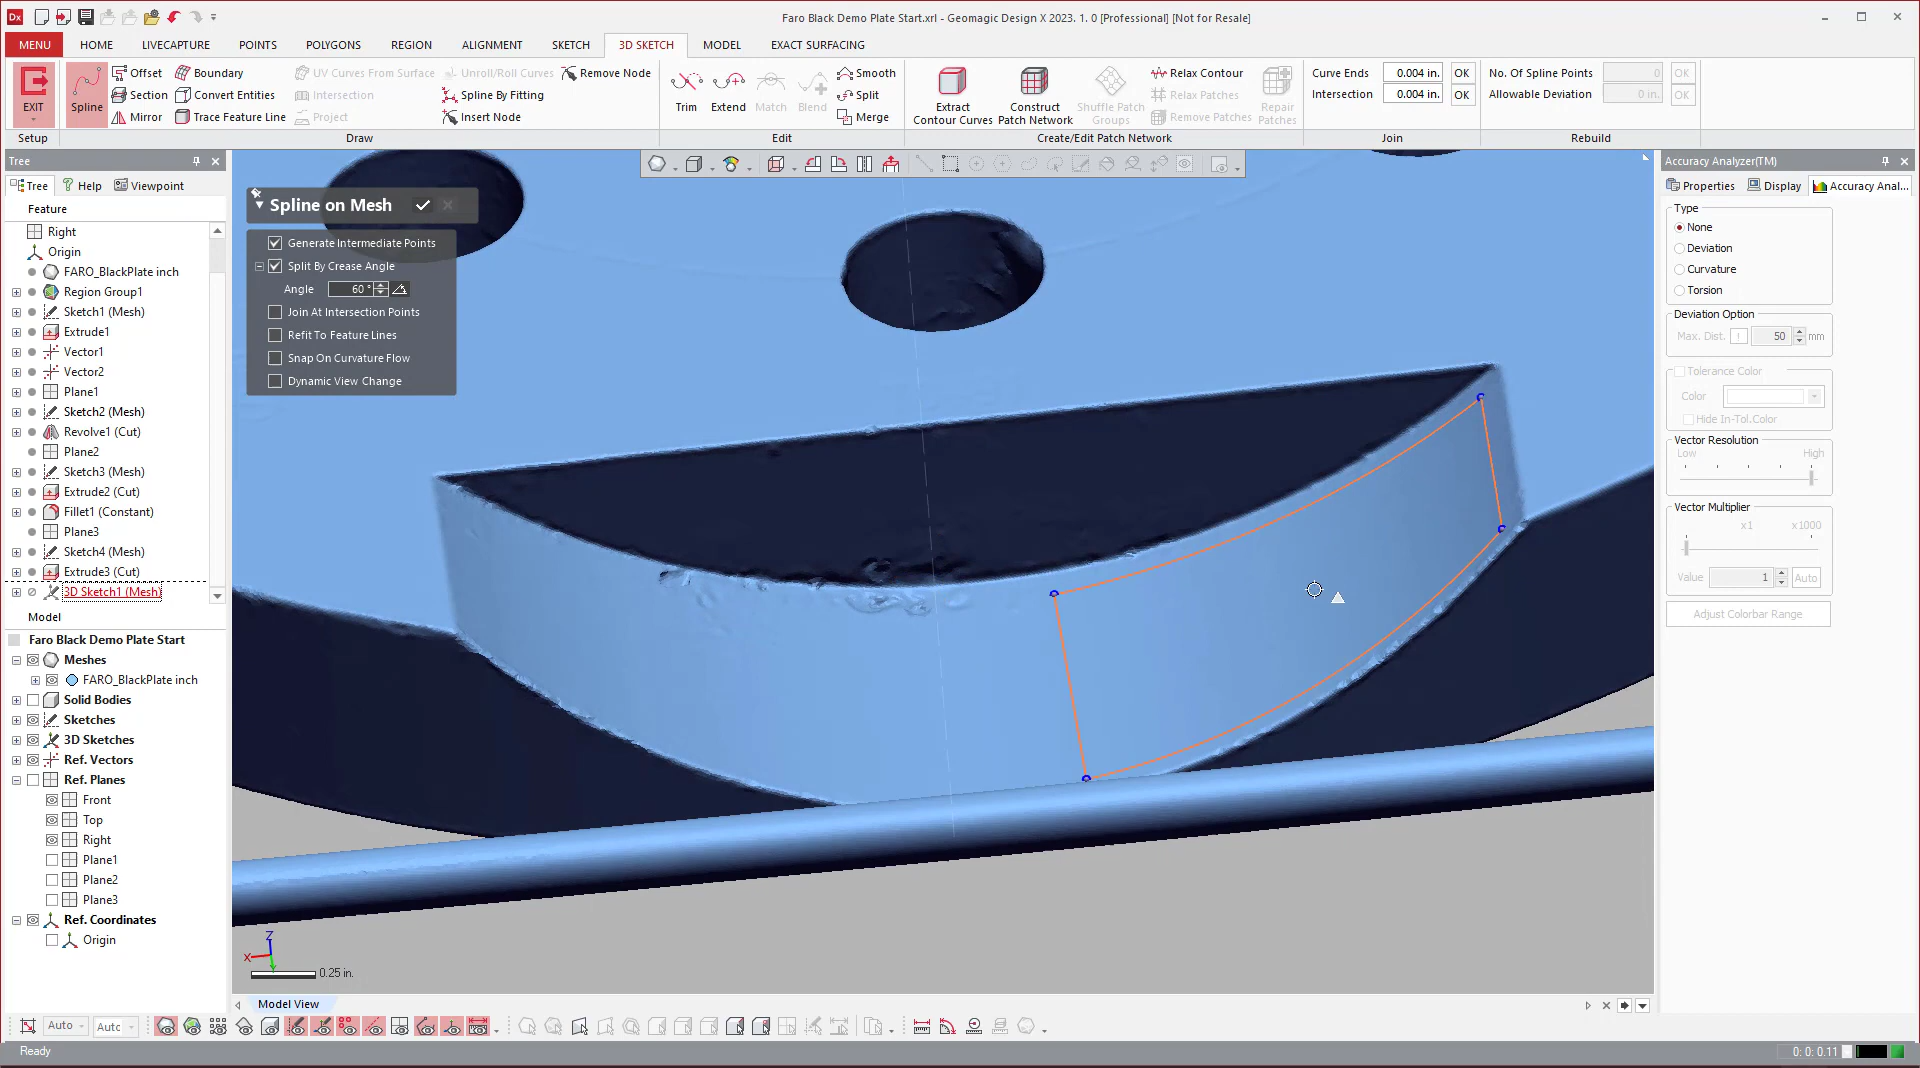 Dx
Faro Black Demo Plate Start.xrl - Geomagic Design X 2023. 1. 0 [Professional] [Not for Resale]
MENU HOME LIVECAPTURE POINTS POLYGONS REGION ALIGNMENT SKETCH 3D SKETCH MODEL EXACT SURFACING
EXIT
Setup
Spline
Offset
Section
Mirror
Boundary
Convert Entities
Trace Feature Line
UV Curves From Surface
Intersection
Project
Unroll/Roll Curves
Spline By Fitting
Insert Node
Remove Node
Draw
Trim
Extend
Match
Blend
Smooth
Split
Merge
Edit
Extract
Contour Curves
Construct
Patch Network
Shuffle Patch
Groups
Relax Contour
Relax Patches
Remove Patches
Repair
Patches
Create/Edit Patch Network
Curve Ends 0.004 in. OK
Intersection 0.004 in. OK
Join
No. Of Spline Points 0 OK
Allowable Deviation 0 in. OK
Rebuild
Tree
Tree Help Viewpoint
Feature
Right
Origin
FARO_BlackPlate inch
Region Group1
Sketch1 (Mesh)
Extrude1
Vector1
Vector2
Plane1
Sketch2 (Mesh)
Revolve1 (Cut)
Plane2
Sketch3 (Mesh)
Extrude2 (Cut)
Fillet1 (Constant)
Plane3
Sketch4 (Mesh)
Extrude3 (Cut)
3D Sketch1 (Mesh)
Model
Faro Black Demo Plate Start
Meshes
FARO_BlackPlate inch
Solid Bodies
Sketches
3D Sketches
Ref. Vectors
Ref. Planes
Front
Top
Right
Plane1
Plane2
Plane3
Ref. Coordinates
Origin
Spline on Mesh
Generate Intermediate Points
Split By Crease Angle
Angle 60 °
Join At Intersection Points
Refit To Feature Lines
Snap On Curvature Flow
Dynamic View Change
Z
X
0.25 in.
Model View
Accuracy Analyzer(TM)
Properties Display Accuracy Anal...
Type
None
Deviation
Curvature
Torsion
Deviation Option
Max. Dist. ! 50 mm
Tolerance Color
Color
Hide In-Tol.Color
Vector Resolution
Low High
Vector Multiplier
x1 x1000
Value 1 Auto
Adjust Colorbar Range
Auto Auto
Ready
0: 0: 0.11